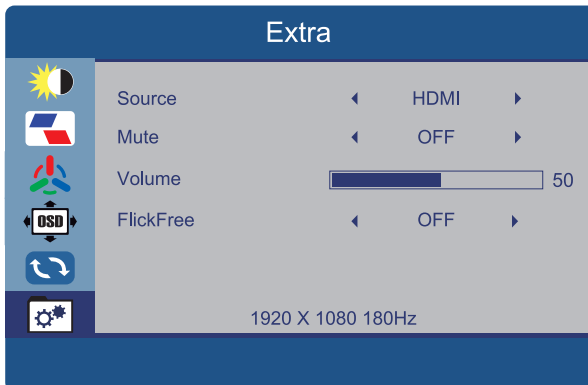 Extra
Source HDMI
Mute OFF
Volume 50
OSD
FlickFree OFF
1920 X 1080 180Hz